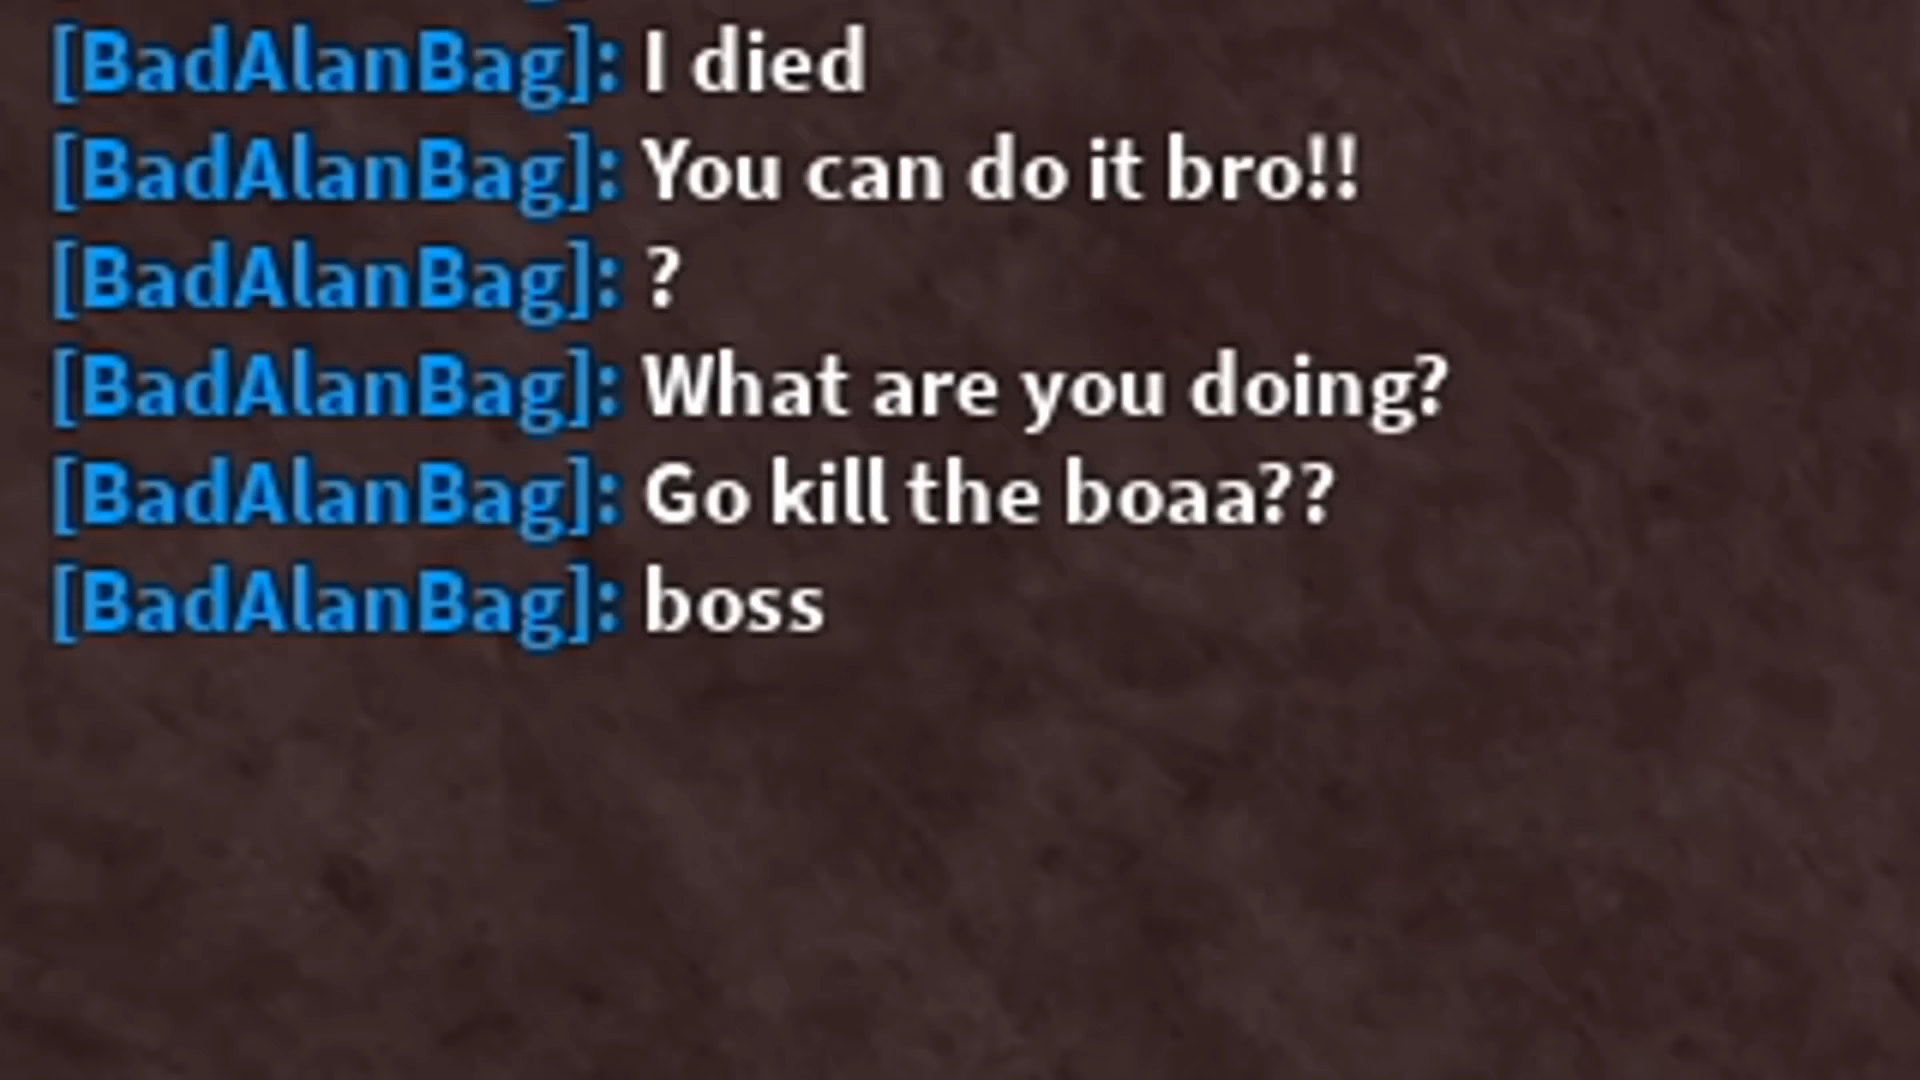 [BadAlanBag]: I died
[BadAlanBag]: You can do it bro!!
[BadAlanBag]: ?
[BadAlanBag]: What are you doing?
[BadAlanBag]: Go kill the boaa??
[BadAlanBag]: boss